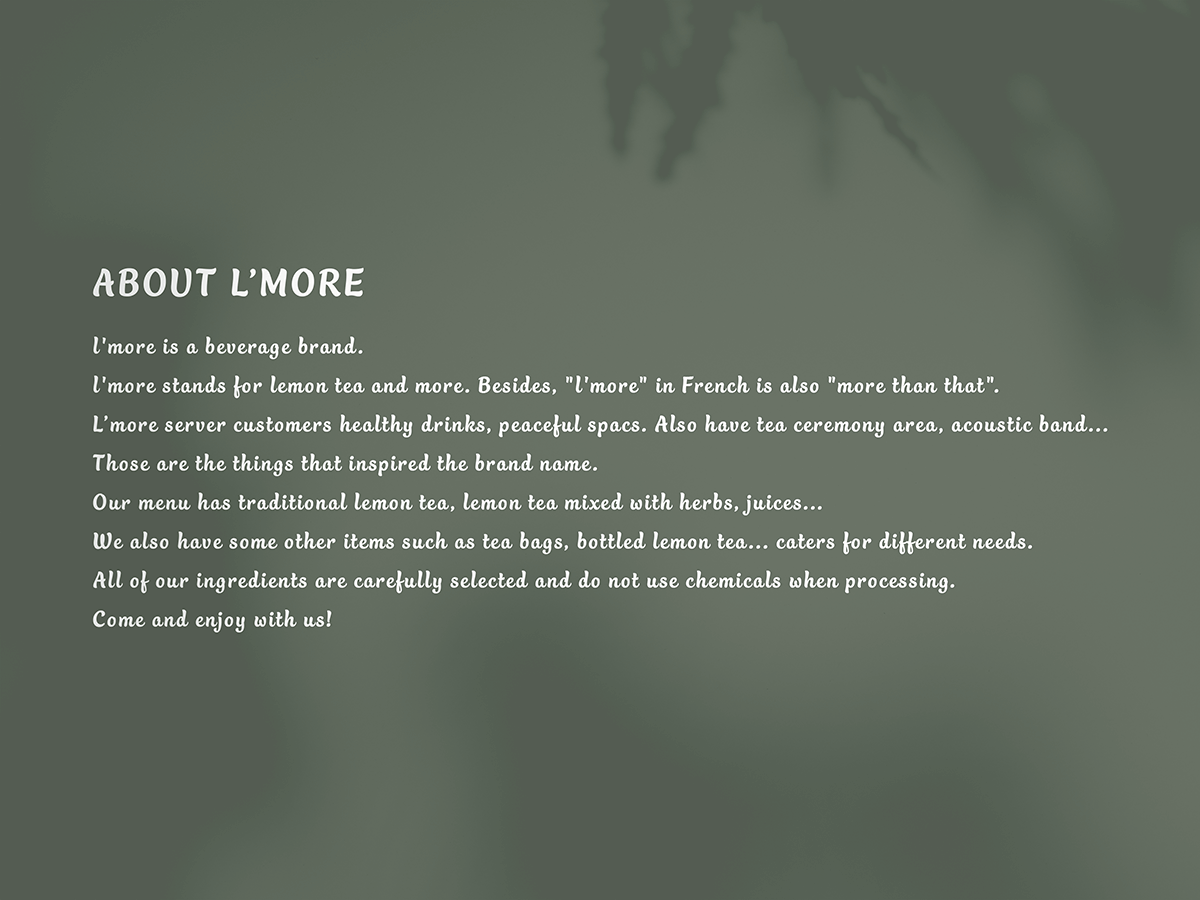 ABOUT L’MORE
l'more is a beverage brand.
l'more stands for lemon tea and more. Besides, "l'more" in French is also "more than that".
L’more server customers healthy drinks, peaceful spacs. Also have tea ceremony area, acoustic band...
Those are the things that inspired the brand name.
Our menu has traditional lemon tea, lemon tea mixed with herbs, juices...
We also have some other items such as tea bags, bottled lemon tea... caters for different needs.
All of our ingredients are carefully selected and do not use chemicals when processing.
Come and enjoy with us!